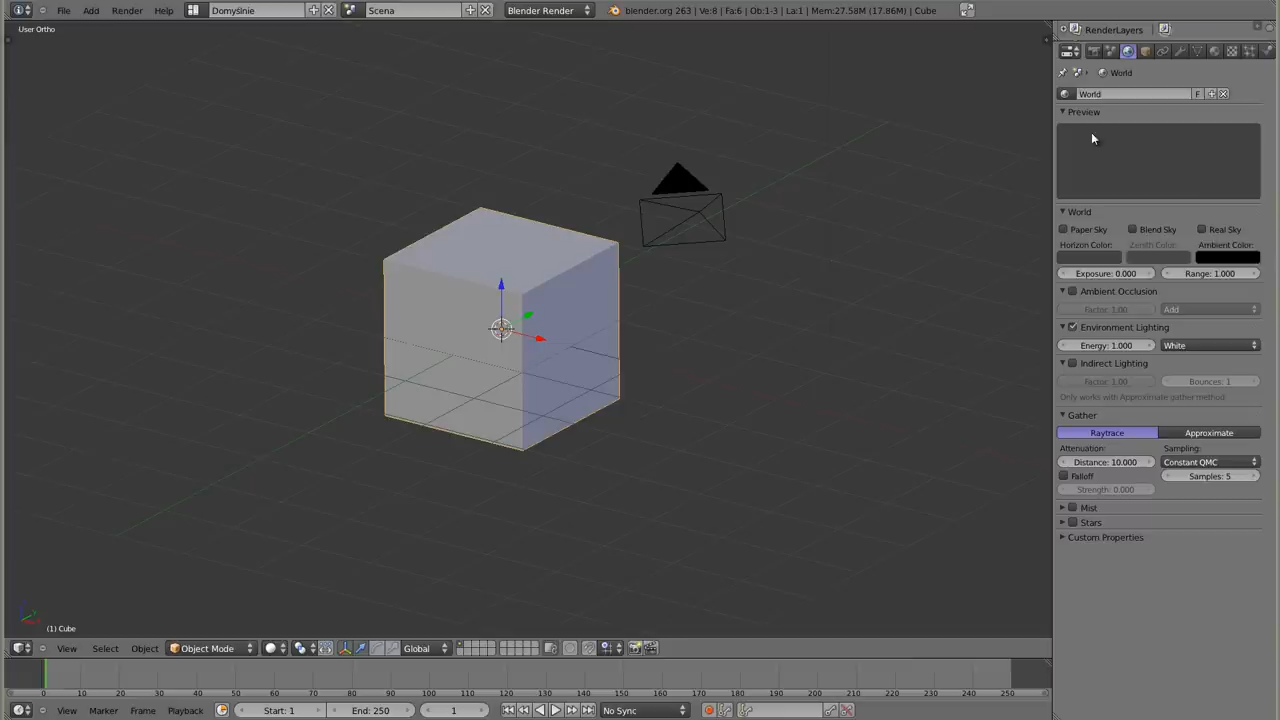 File Add Render Help Domyślnie Scena Blender Render blender.org 263 | Ve:8 | Fa:6 | Ob:1-3 | La:1 | Mem:27.58M (17.86M) | Cube
User Ortho
RenderLayers
World
World F
Preview
World
Paper Sky Blend Sky Real Sky
Horizon Color: Zenith Color: Ambient Color:
Exposure: 0.000 Range: 1.000
Ambient Occlusion
Factor: 1.00 Add
Environment Lighting
Energy: 1.000 White
Indirect Lighting
Factor: 1.00 Bounces: 1
Only works with Approximate gather method
Gather
Raytrace Approximate
Attenuation: Sampling:
Distance: 10.000 Constant QMC
Falloff Samples: 5
Strength: 0.000
Mist
Stars
Custom Properties
(1) Cube
View Select Object Object Mode Global
0 10 20 30 40 50 60 70 80 90 100 110 120 130 140 150 160 170 180 190 200 210 220 230 240 250
View Marker Frame Playback Start: 1 End: 250 1 No Sync